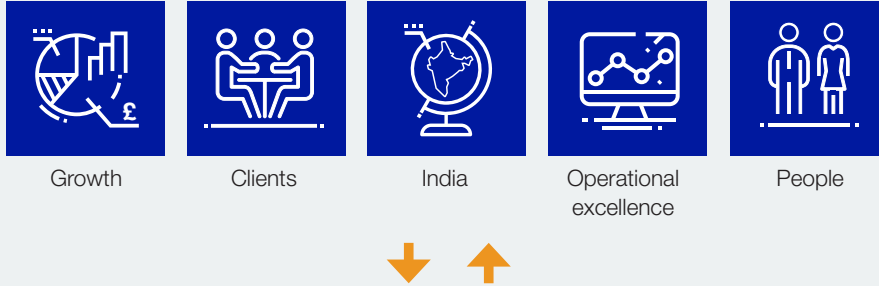 £
Growth
Clients
India
Operational
excellence
People